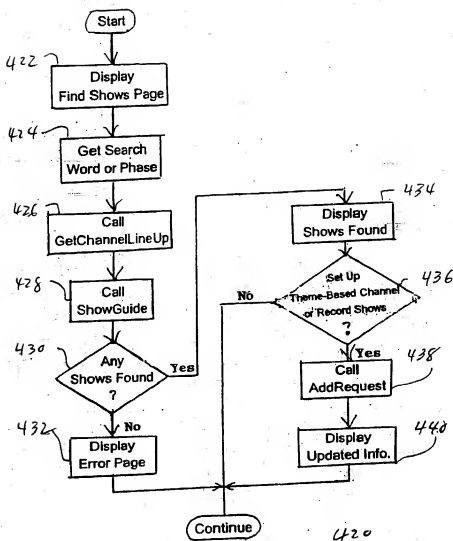 Start
422
Display
Find Shows Page
424
Get Search
Word or Phase
426
Call
GetChannelLineUp
428
Call
ShowGuide
430
Any
Shows Found
?
Yes
No
432
Display
Error Page
434
Display
Shows Found
436
Set Up
Theme-Based Channel
or Record Shows
?
No
Yes
438
Call
AddRequest
440
Display
Updated Info.
Continue
420